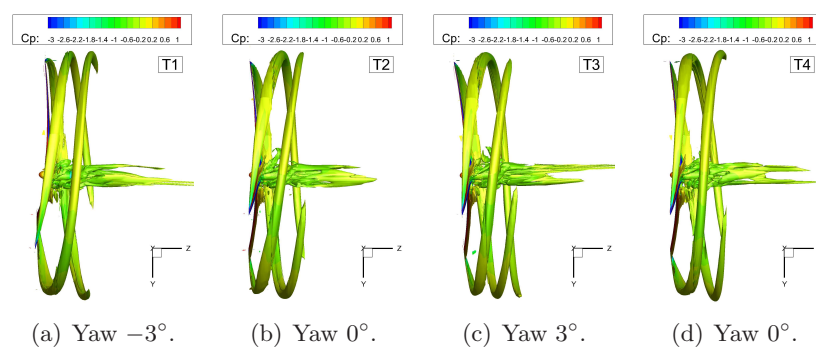 Cp: -3 -2.6-2.2-1.8-1.4 -1 -0.6-0.2 0.2 0.6 1
Cp: -3 -2.6-2.2-1.8-1.4 -1 -0.6-0.2 0.2 0.6 1
Cp: -3 -2.6-2.2-1.8-1.4 -1 -0.6-0.2 0.2 0.6 1
Cp: -3 -2.6-2.2-1.8-1.4 -1 -0.6-0.2 0.2 0.6 1
T1
T2
T3
T4
X Z
Y
X Z
Y
X Z
Y
X Z
Y
(a) Yaw −3°.
(b) Yaw 0°.
(c) Yaw 3°.
(d) Yaw 0°.